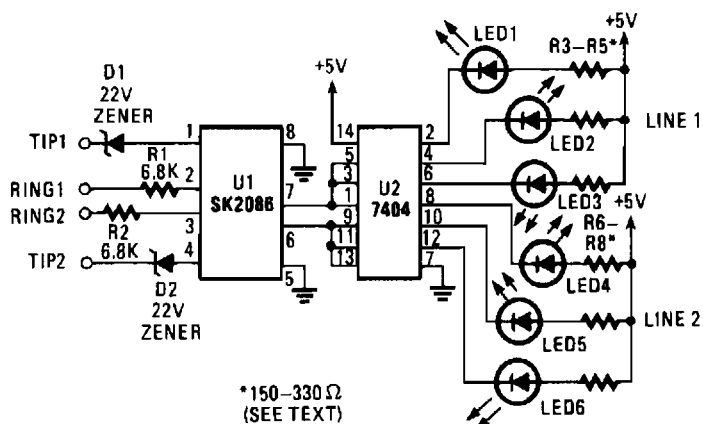 LED1
R3–R5*
+5V
D1
22V
ZENER
+5V
LED2
LINE 1
TIP1
1
8
14
2
4
5
3
6
R1
6.8K
2
U1
SK2086
7
1
U2
7404
8
LED3
+5V
RING1
RING2
9
10
R6–
R8*
R2
6.8K
3
6
11
12
TIP2
4
5
13
7
LED4
D2
22V
ZENER
LED5
LINE 2
LED6
*150–330 Ω
(SEE TEXT)